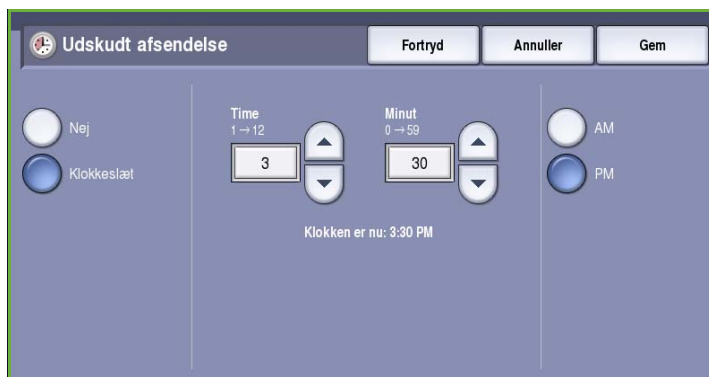 Udskudt afsendelse
Fortryd
Annuller
Gem
Nej
Klokkeslæt
Time
1→12
3
Minut
0→59
30
AM
PM
Klokken er nu: 3:30 PM